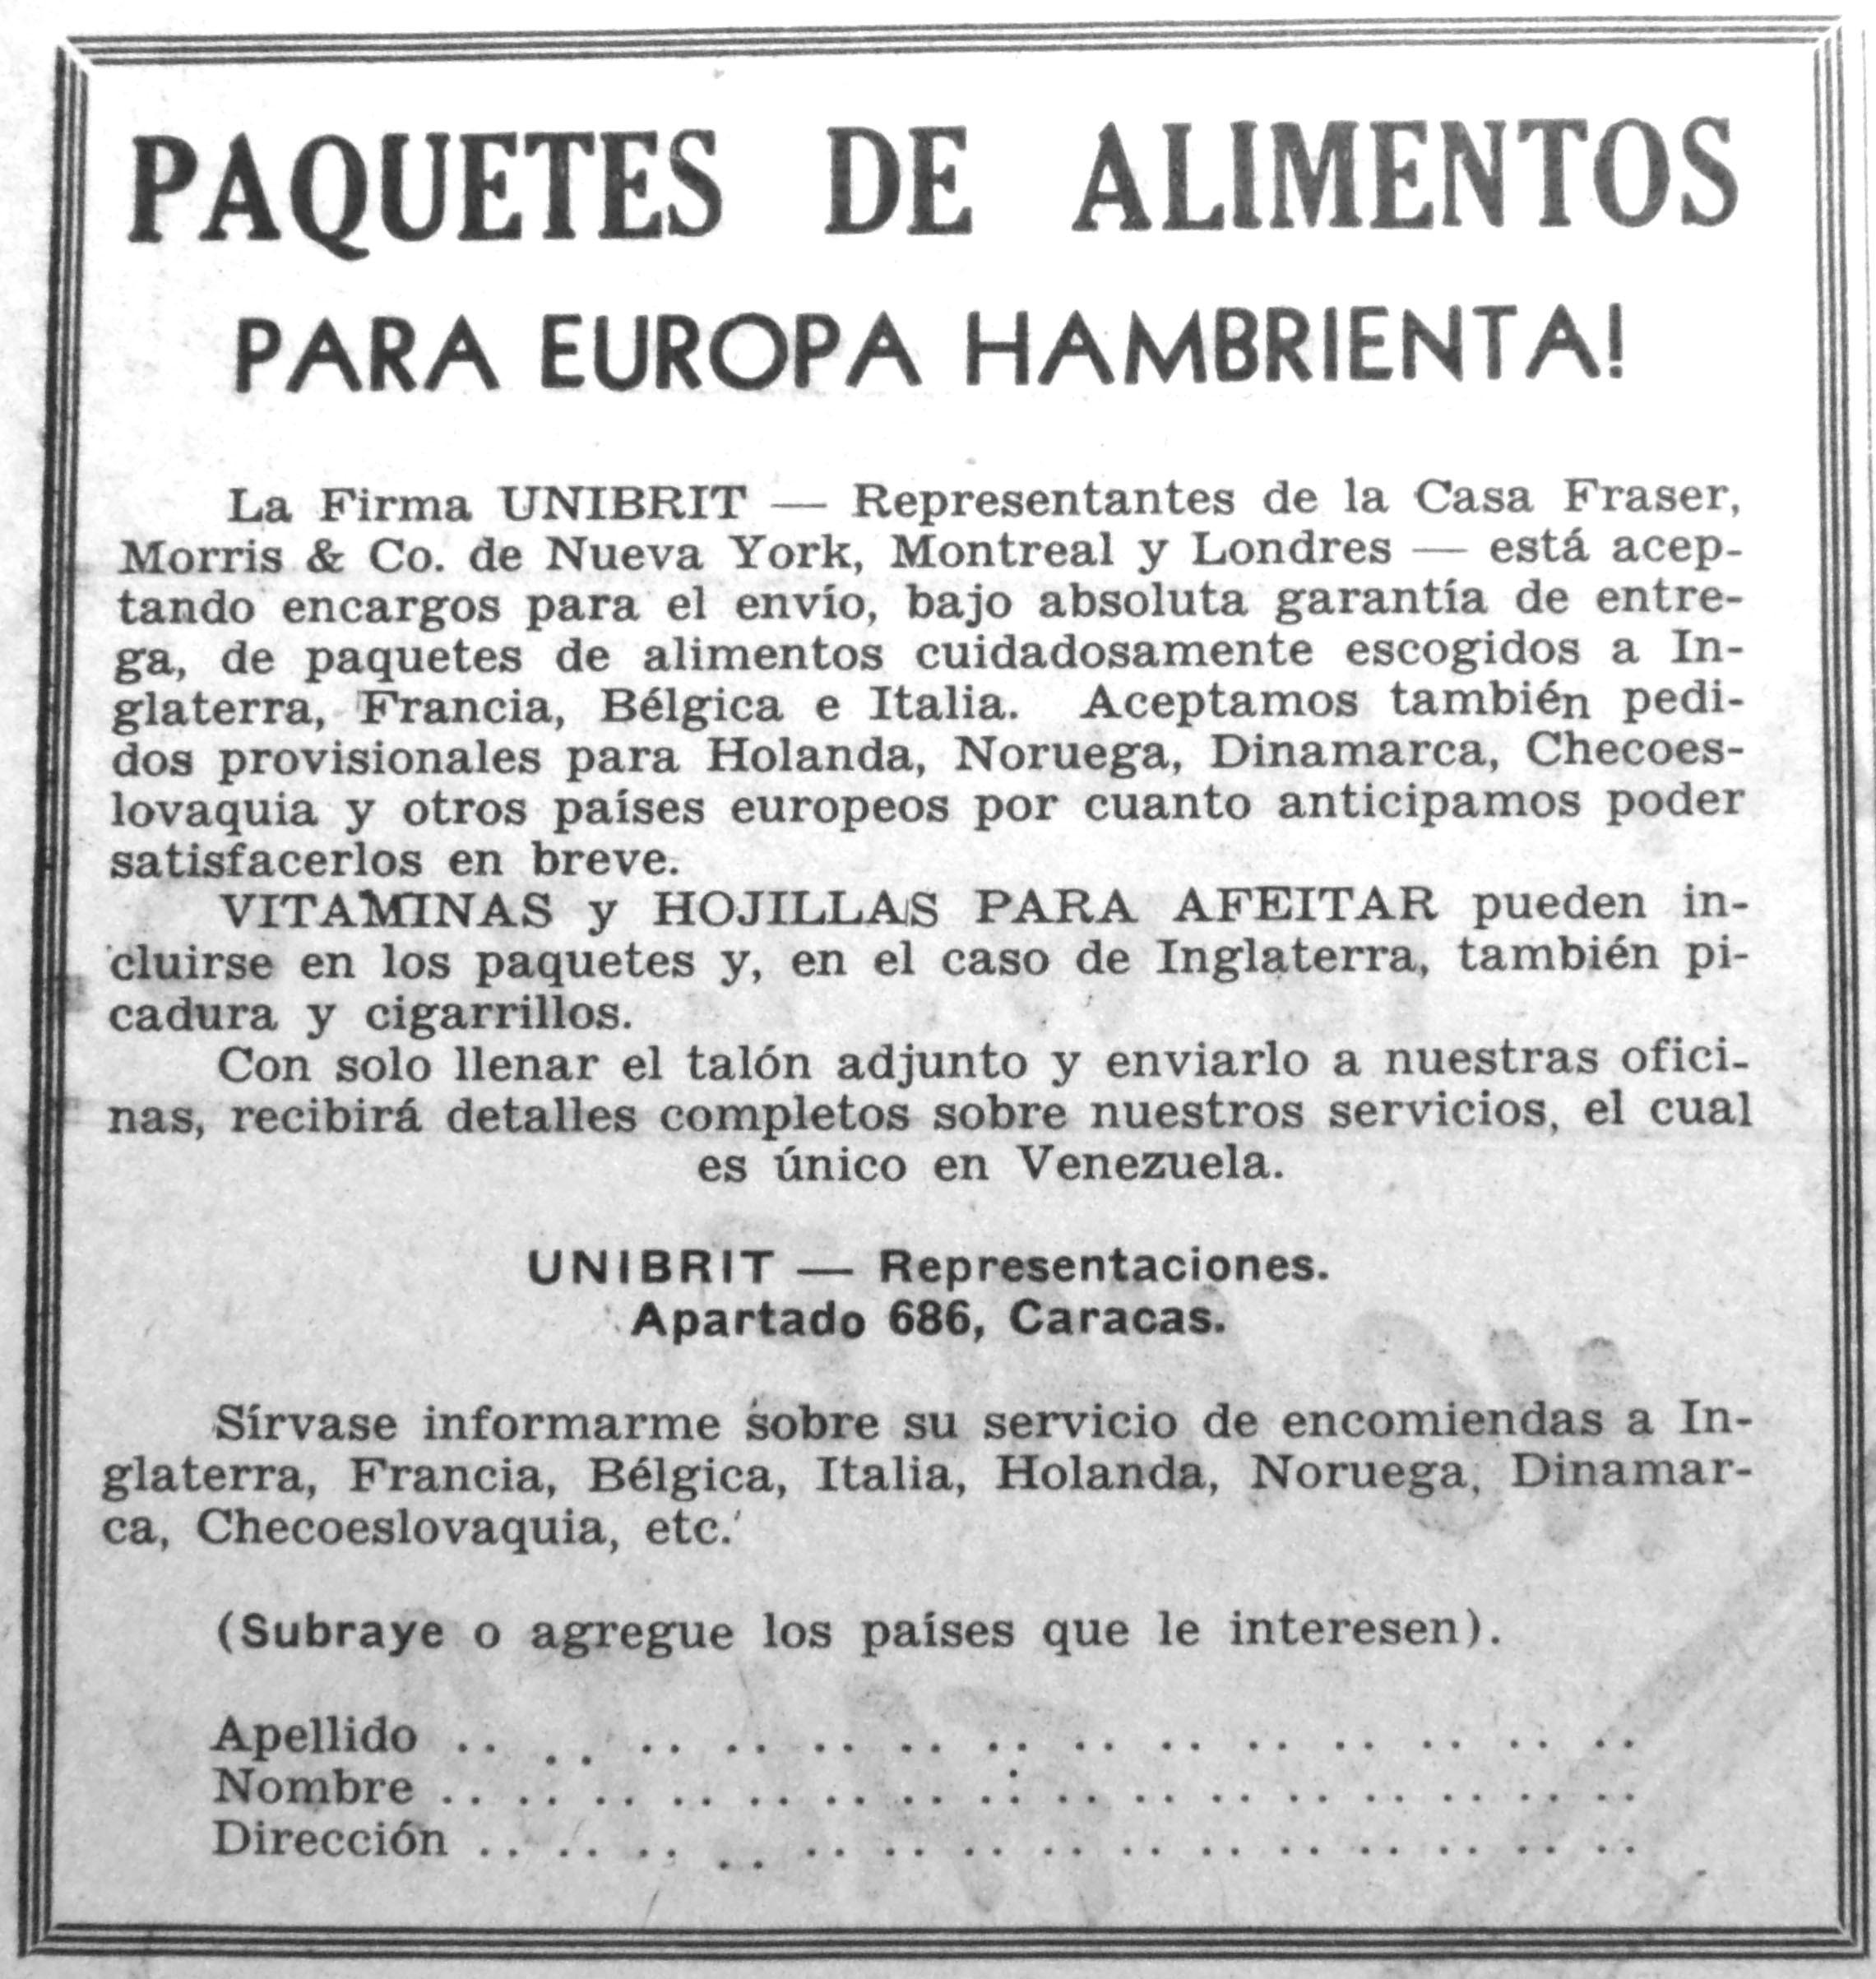 PAQUETES DE ALIMENTOS
PARA EUROPA HAMBRIENTA!
La Firma UNIBRIT — Representantes de la Casa Fraser,
Morris & Co. de Nueva York, Montreal y Londres — está acep-
tando encargos para el envío, bajo absoluta garantía de entre-
ga, de paquetes de alimentos cuidadosamente escogidos a In-
glaterra, Francia, Bélgica e Italia. Aceptamos también pedi-
dos provisionales para Holanda, Noruega, Dinamarca, Checoes-
lovaquia y otros países europeos por cuanto anticipamos poder
satisfacerlos en breve.
VITAMINAS y HOJILLAS PARA AFEITAR pueden in-
cluirse en los paquetes y, en el caso de Inglaterra, también pi-
cadura y cigarrillos.
Con solo llenar el talón adjunto y enviarlo a nuestras ofici-
nas, recibirá detalles completos sobre nuestros servicios, el cual
es único en Venezuela.
UNIBRIT — Representaciones.
Apartado 686, Caracas.
Sírvase informarme sobre su servicio de encomiendas a In-
glaterra, Francia, Bélgica, Italia, Holanda, Noruega, Dinamar-
ca, Checoeslovaquia, etc.
(Subraye o agregue los países que le interesen).
Apellido .. .. .. .. .. .. .. .. .. .. .. .. .. ..
Nombre .. .. .. .. .. .. .. .. .. .. .. .. .. .. .. ..
Dirección .. .. .. .. .. .. .. .. .. .. .. .. .. .. ..